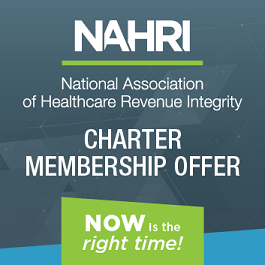 NAHRI
National Association
of Healthcare Revenue Integrity
CHARTER
MEMBERSHIP OFFER
NOW is the
right time!